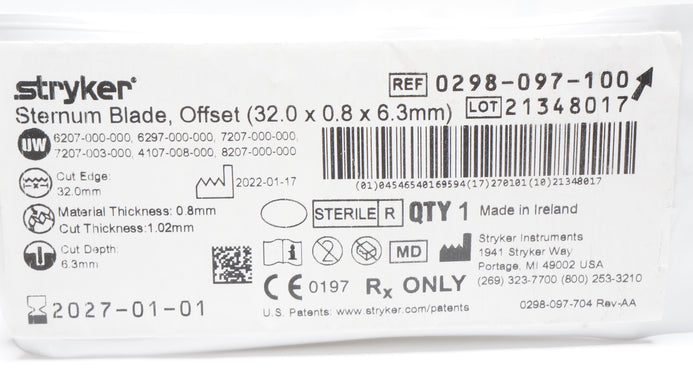 stryker®
REF 0298-097-100
Sternum Blade, Offset (32.0 x 0.8 x 6.3mm)
LOT 21348017
UW 6207-000-000, 6297-000-000, 7207-000-000,
7207-003-000, 4107-008-000, 8207-000-000
(01)04546540169594(17)270101(10)21348017
Cut Edge:
32.0mm
2022-01-17
Material Thickness: 0.8mm
Cut Thickness: 1.02mm
STERILE R QTY 1 Made in Ireland
Cut Depth:
6.3mm
i 2 MD
Stryker Instruments
1941 Stryker Way
Portage, MI 49002 USA
(269) 323-7700 (800) 253-3210
CE 0197 Rx ONLY
2027-01-01
U.S. Patents: www.stryker.com/patents
0298-097-704 Rev-AA